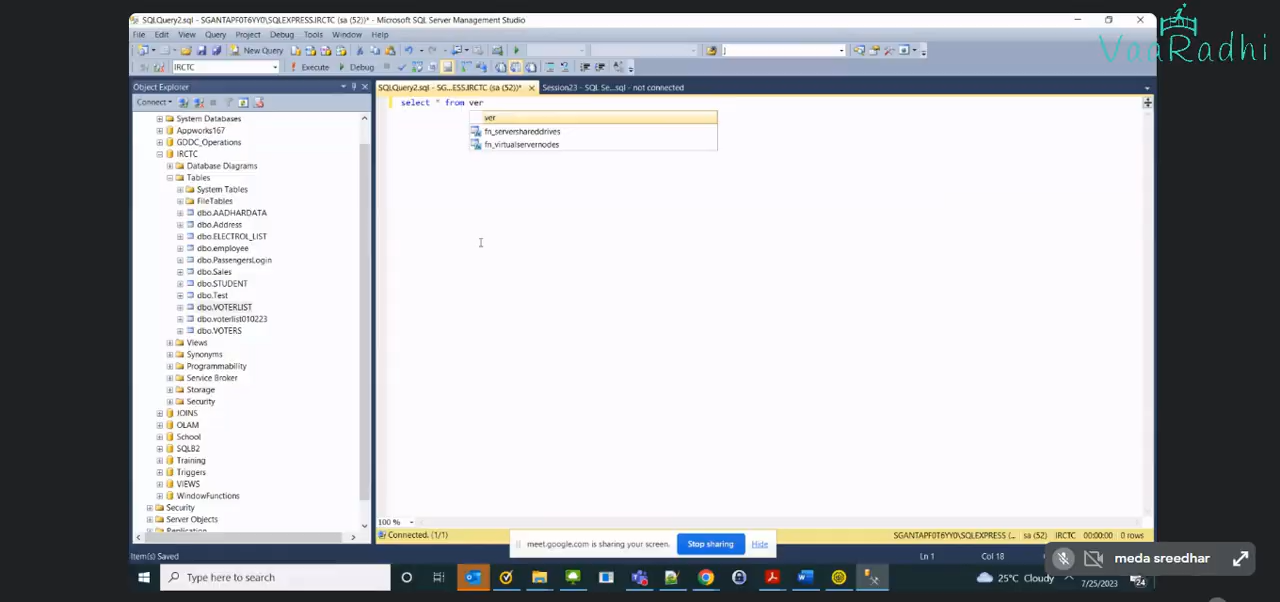 SQLQuery2.sql - SGANTAPF0T6YY0\SQLEXPRESS.IRCTC (sa (52))* - Microsoft SQL Server Management Studio
VaaRadhi
File Edit View Query Project Debug Tools Window Help
New Query
IRCTC
Execute
Debug
Object Explorer
SQLQuery2.sql - SG...ESS.IRCTC (sa (52))*
Session23 - SQL Se...sql - not connected
Connect
select * from ver
ver
fn_servershareddrives
fn_virtualservernodes
System Databases
Appworks167
GDDC_Operations
IRCTC
Database Diagrams
Tables
System Tables
FileTables
dbo.AADHARDATA
dbo.Address
dbo.ELECTROL_LIST
dbo.employee
dbo.PassengersLogin
dbo.Sales
dbo.STUDENT
dbo.Test
dbo.VOTERLIST
dbo.voterlist010223
dbo.VOTERS
Views
Synonyms
Programmability
Service Broker
Storage
Security
JOINS
OLAM
School
SQLB2
Training
Triggers
VIEWS
WindowFunctions
Security
Server Objects
Replication
100 %
Connected. (1/1)
SGANTAPF0T6YY0\SQLEXPRESS (... sa (52) IRCTC 00:00:00 0 rows
meet.google.com is sharing your screen.
Stop sharing
Hide
Item(s) Saved
Ln 1
Col 18
meda sreedhar
Type here to search
25°C Cloudy
7/25/2023
24